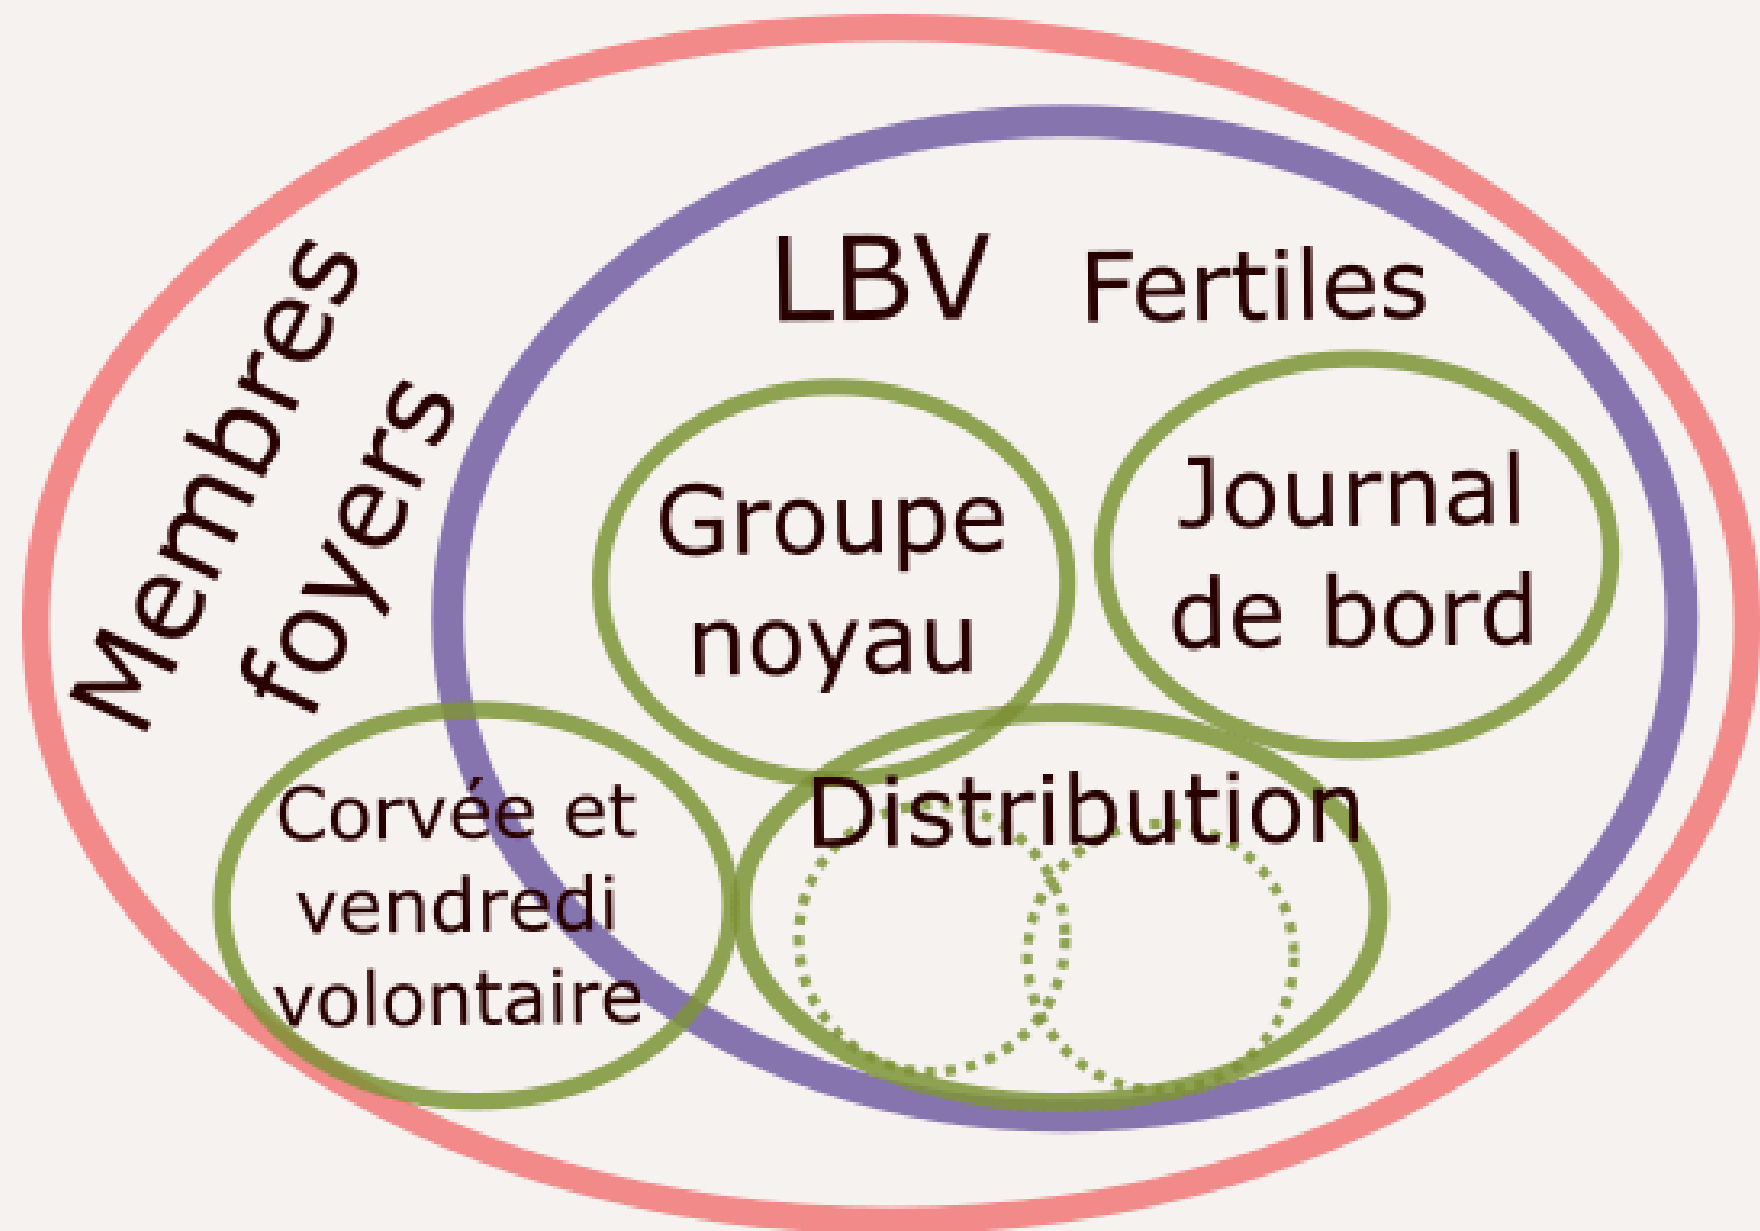 Membres
foyers
LBV Fertiles
Groupe
noyau
Journal
de bord
Corvée et
vendredi
volontaire
Distribution